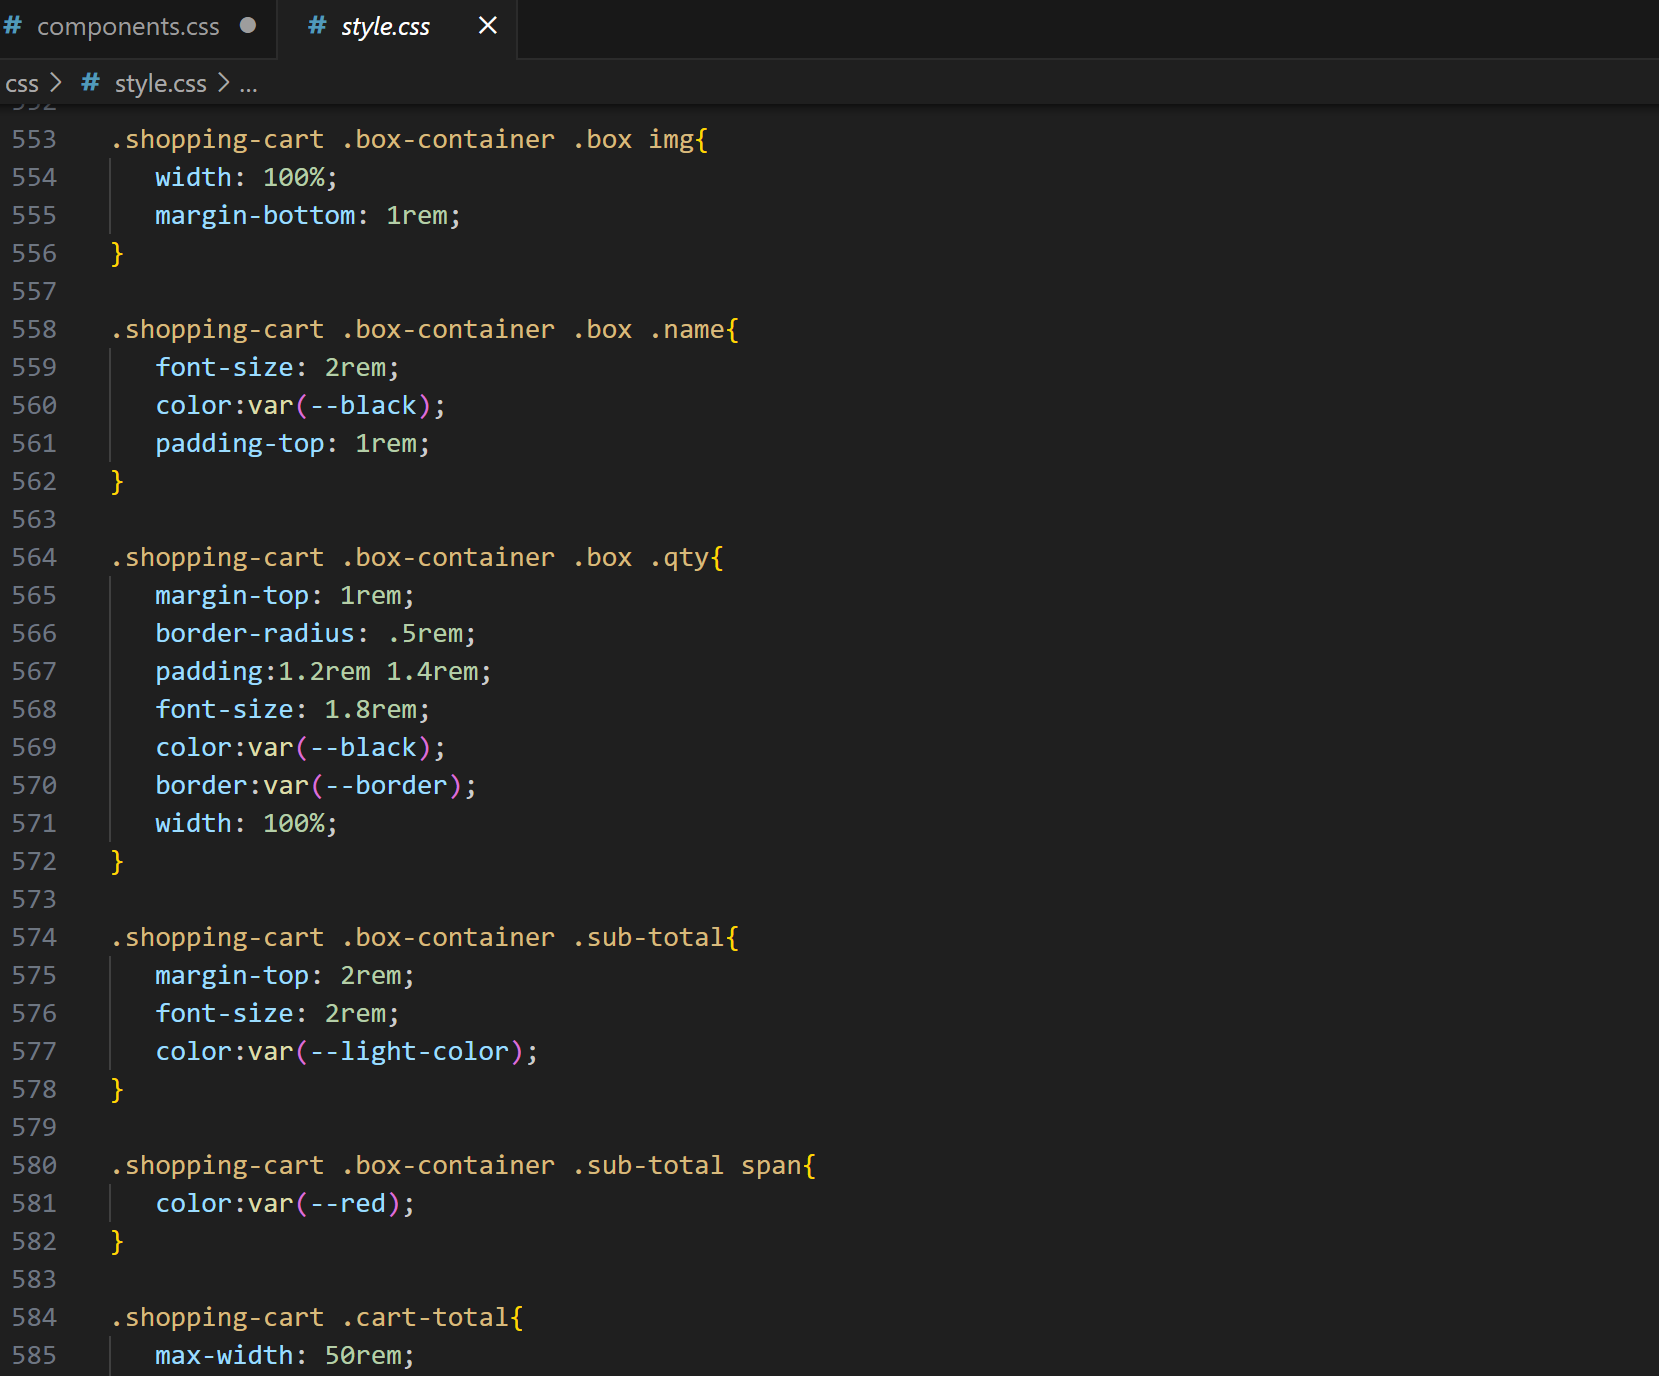 # components.css ● # style.css ×
css > # style.css > ...
552
553 .shopping-cart .box-container .box img{
554 width: 100%;
555 margin-bottom: 1rem;
556 }
557
558 .shopping-cart .box-container .box .name{
559 font-size: 2rem;
560 color:var(--black);
561 padding-top: 1rem;
562 }
563
564 .shopping-cart .box-container .box .qty{
565 margin-top: 1rem;
566 border-radius: .5rem;
567 padding:1.2rem 1.4rem;
568 font-size: 1.8rem;
569 color:var(--black);
570 border:var(--border);
571 width: 100%;
572 }
573
574 .shopping-cart .box-container .sub-total{
575 margin-top: 2rem;
576 font-size: 2rem;
577 color:var(--light-color);
578 }
579
580 .shopping-cart .box-container .sub-total span{
581 color:var(--red);
582 }
583
584 .shopping-cart .cart-total{
585 max-width: 50rem;